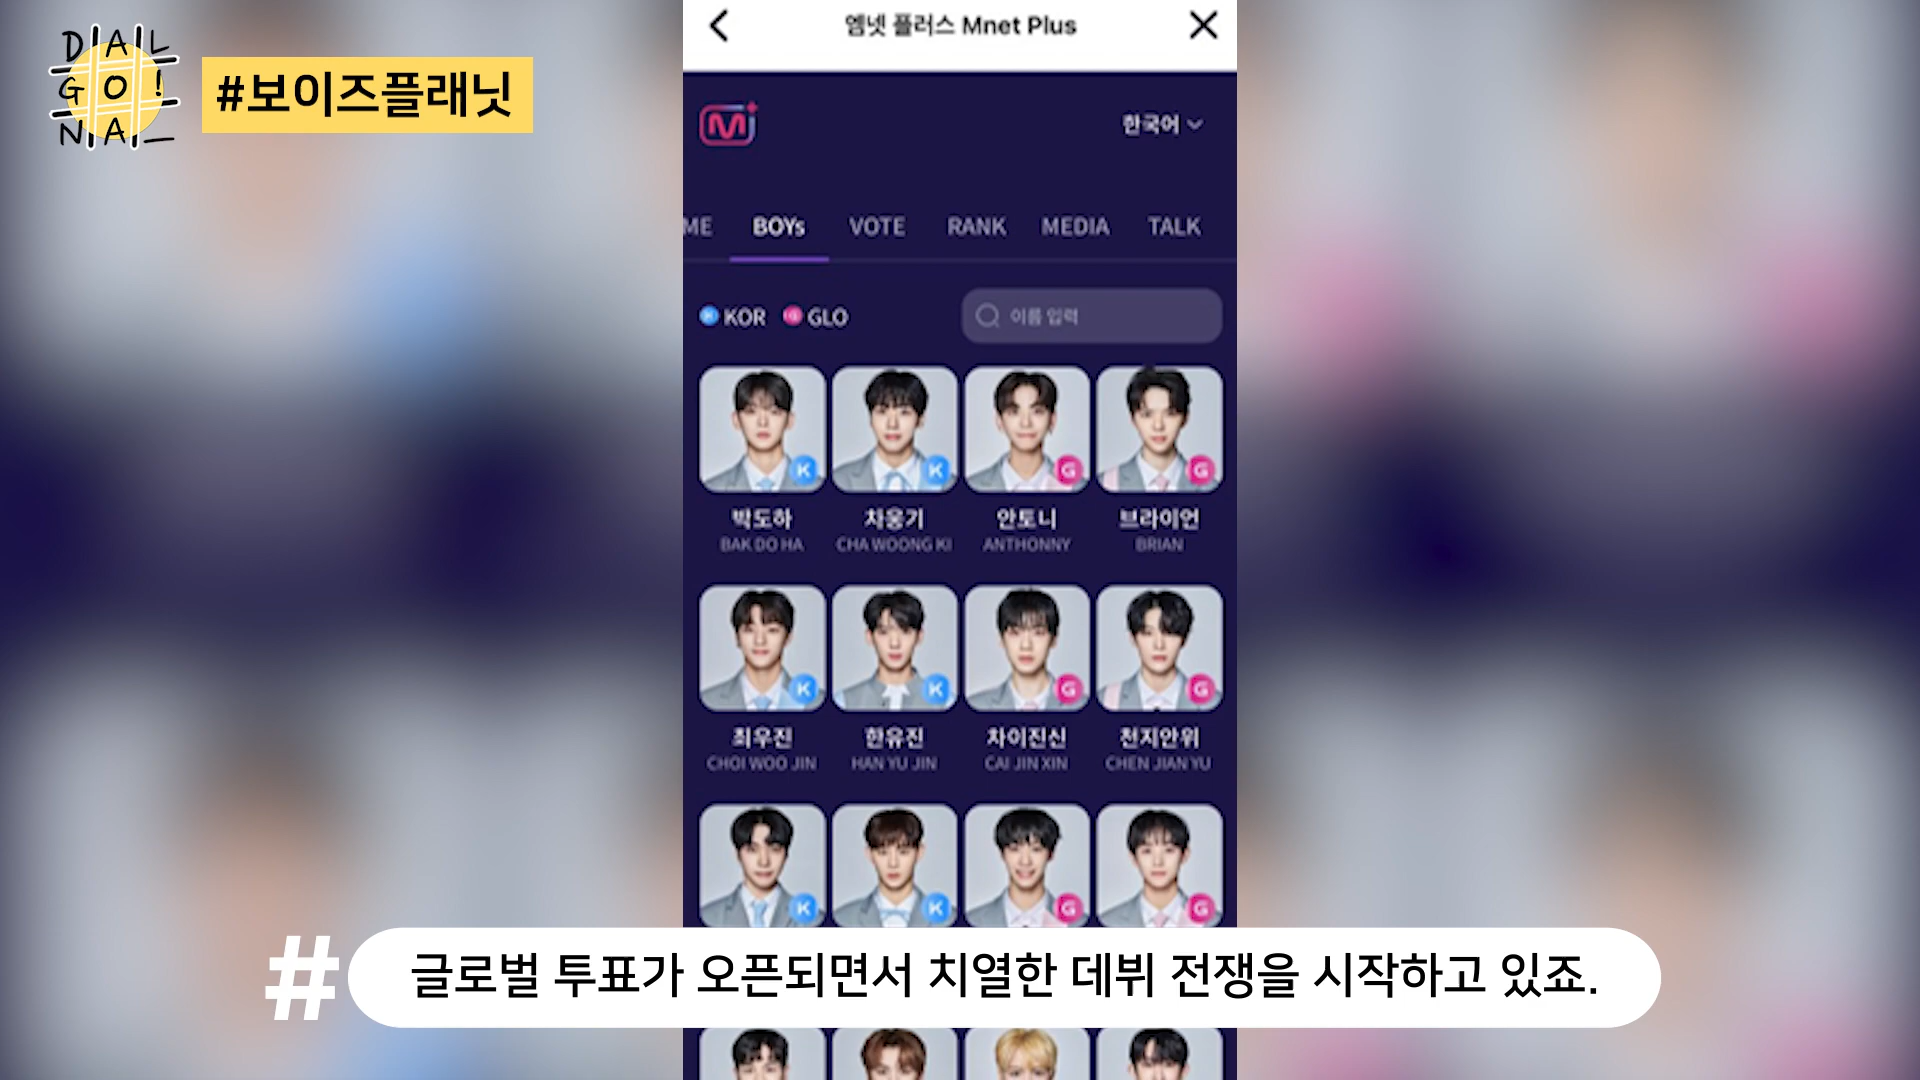 DAL
GO!
NA_
#보이즈플래닛
엠넷 플러스 Mnet Plus
M
한국어
ME BOYs VOTE RANK MEDIA TALK
K KOR G GLO
이름 입력
K K G G
박도하 차웅기 안토니 브라이언
BAK DO HA CHA WOONG KI ANTHONNY BRIAN
K K G G
최우진 한유진 차이진신 천지안위
CHOI WOO JIN HAN YU JIN CAI JIN XIN CHEN JIAN YU
K K G G
# 글로벌 투표가 오픈되면서 치열한 데뷔 전쟁을 시작하고 있죠.